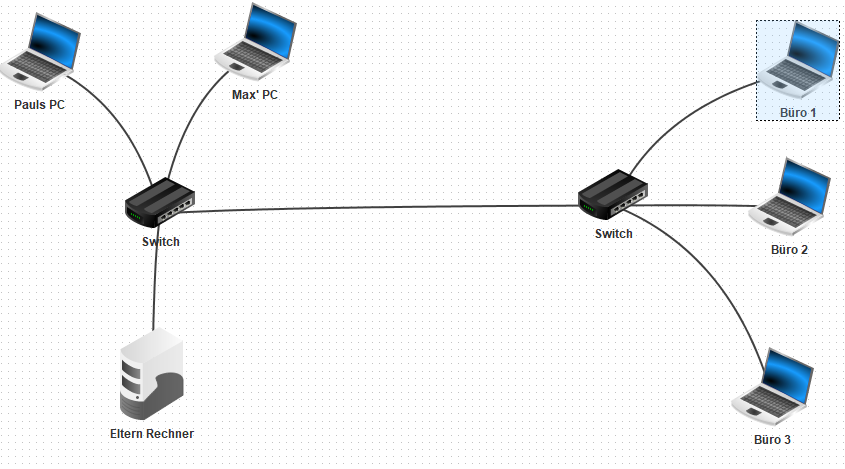 Pauls PC
Max' PC
Büro 1
Switch
Switch
Büro 2
Eltern Rechner
Büro 3